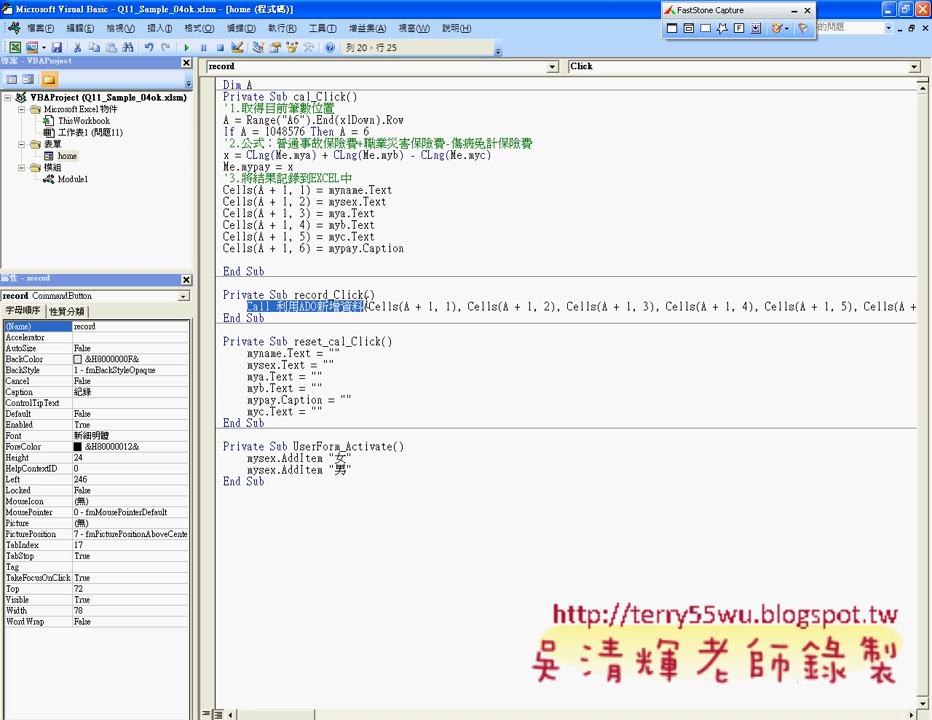 Microsoft Visual Basic - Q11_Sample_04ok.xlsm - [home (程式碼)]
FastStone Capture
檔案(F) 編輯(E) 檢視(V) 插入(I) 格式(O) 偵錯(D) 執行(R) 工具(T) 增益集(A) 視窗(W) 說明(H)
的問題
列 20，行 25
專案 - VBAProject
record
Click
VBAProject (Q11_Sample_04ok.xlsm)
Microsoft Excel 物件
ThisWorkbook
工作表1 (問題11)
表單
home
模組
Module1
Dim A
Private Sub cal_Click()
'1.取得目前筆數位置
A = Range("A6").End(xlDown).Row
If A = 1048576 Then A = 6
'2.公式：普通事故保險費+職業災害保險費-傷病免計保險費
x = CLng(Me.mya) + CLng(Me.myb) - CLng(Me.myc)
Me.mypay = x
'3.將結果記錄到EXCEL中
Cells(A + 1, 1) = myname.Text
Cells(A + 1, 2) = mysex.Text
Cells(A + 1, 3) = mya.Text
Cells(A + 1, 4) = myb.Text
Cells(A + 1, 5) = myc.Text
Cells(A + 1, 6) = mypay.Caption
End Sub
Private Sub record_Click()
Call 利用ADO新增資料(Cells(A + 1, 1), Cells(A + 1, 2), Cells(A + 1, 3), Cells(A + 1, 4), Cells(A + 1, 5), Cells(A +
End Sub
Private Sub reset_cal_Click()
myname.Text = ""
mysex.Text = ""
mya.Text = ""
myb.Text = ""
mypay.Caption = ""
myc.Text = ""
End Sub
Private Sub UserForm_Activate()
mysex.AddItem "女"
mysex.AddItem "男"
End Sub
屬性 - record
record CommandButton
字母順序 性質分類
(Name) record
Accelerator
AutoSize False
BackColor &H8000000F&
BackStyle 1 - fmBackStyleOpaque
Cancel False
Caption 紀錄
ControlTipText
Default False
Enabled True
Font 新細明體
ForeColor &H80000012&
Height 24
HelpContextID 0
Left 246
Locked False
MouseIcon (無)
MousePointer 0 - fmMousePointerDefault
Picture (無)
PicturePosition 7 - fmPicturePositionAboveCente
TabIndex 17
TabStop True
Tag
TakeFocusOnClick True
Top 72
Visible True
Width 78
WordWrap False
http://terry55wu.blogspot.tw
吳清輝老師錄製